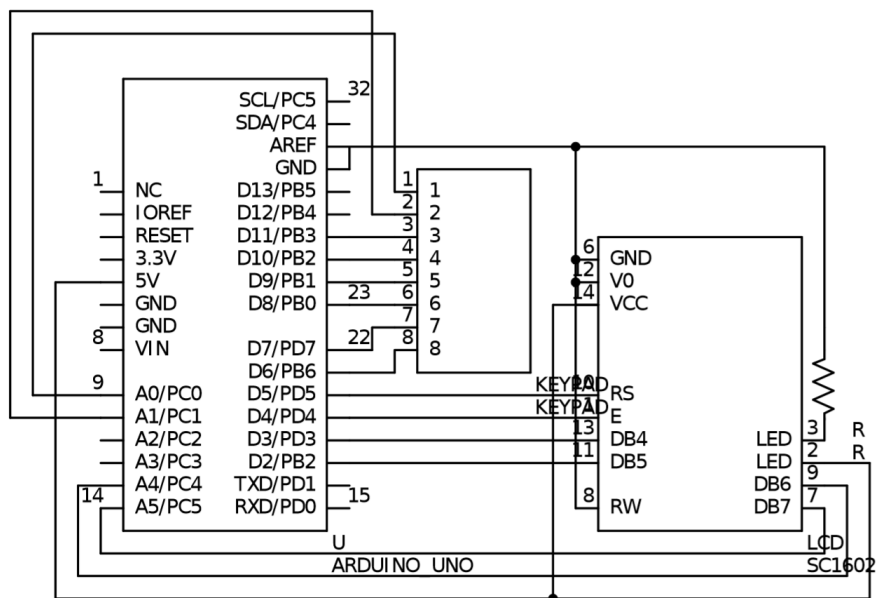 32
SCL/PC5
SDA/PC4
AREF
GND
1
NC
D13/PB5
1
1
IOREF
D12/PB4
2
2
RESET
D11/PB3
3
3
3.3V
D10/PB2
4
4
6
GND
5V
D9/PB1
5
5
12
V0
GND
D8/PB0
23
6
6
14
VCC
GND
7
7
8
VIN
D7/PD7
22
8
8
D6/PB6
9
A0/PC0
D5/PD5
KEYPAD
10
RS
A1/PC1
D4/PD4
KEYPAD
1
E
A2/PC2
D3/PD3
13
DB4
LED
3
R
A3/PC3
D2/PB2
11
DB5
LED
2
R
A4/PC4
TXD/PD1
DB6
9
14
A5/PC5
RXD/PD0
15
8
RW
DB7
7
U
LCD
ARDUINO_UNO
SC1602